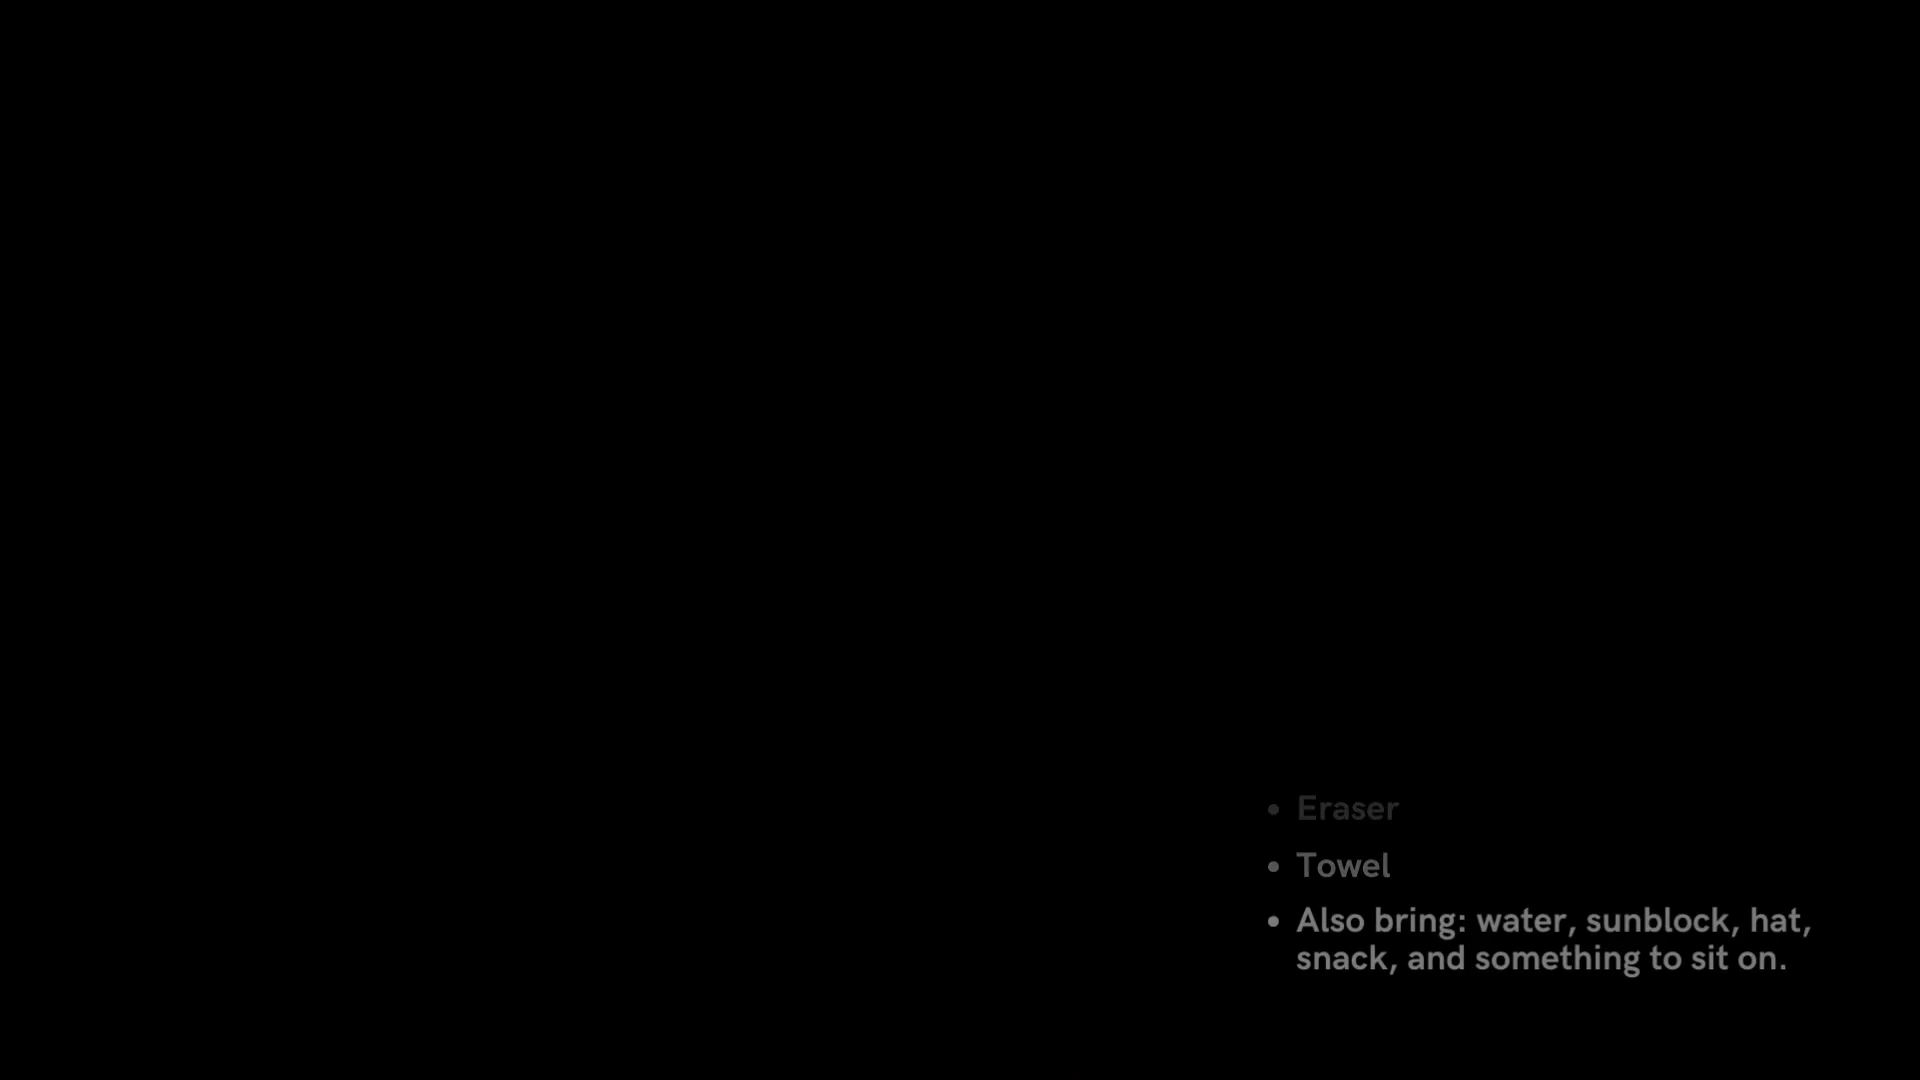 • Eraser
• Towel
• Also bring: water, sunblock, hat,
snack, and something to sit on.